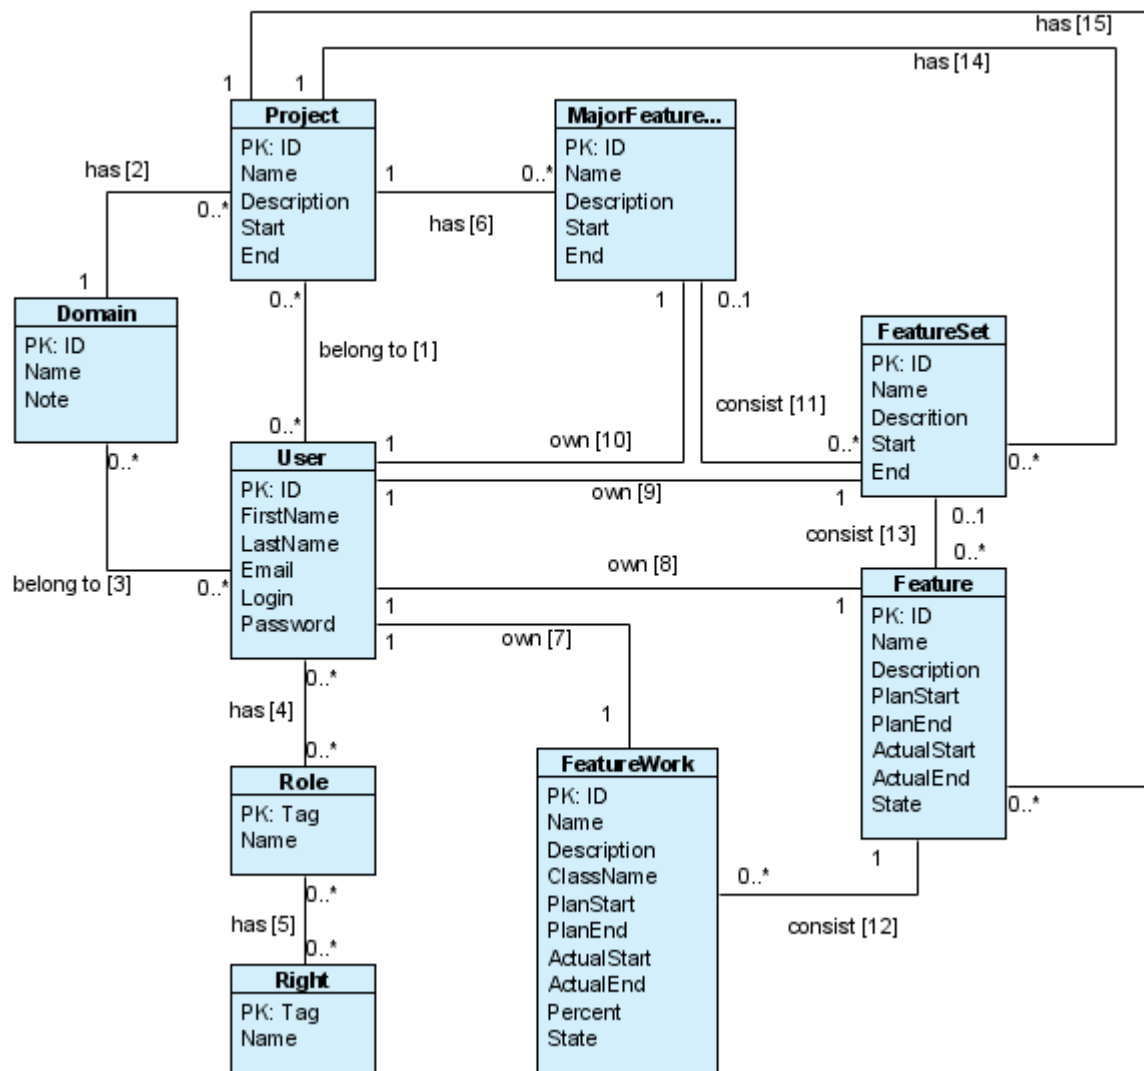 has [15]
has [14]
1
1
Project
PK: ID
Name
Description
Start
End
MajorFeature...
PK: ID
Name
Description
Start
End
has [2]
0..*
1
1
0..*
has [6]
Domain
PK: ID
Name
Note
0..*
0..*
belong to [1]
0..*
1
0..1
FeatureSet
PK: ID
Name
Descrition
Start
End
consist [11]
0..*
0..*
own [10]
1
User
PK: ID
FirstName
LastName
Email
Login
Password
own [9]
1
1
0..1
consist [13]
0..*
belong to [3]
0..*
own [8]
1
1
Feature
PK: ID
Name
Description
PlanStart
PlanEnd
ActualStart
ActualEnd
State
0..*
1
own [7]
1
0..*
has [4]
0..*
Role
PK: Tag
Name
FeatureWork
PK: ID
Name
Description
ClassName
PlanStart
PlanEnd
ActualStart
ActualEnd
Percent
State
1
0..*
consist [12]
0..*
has [5]
0..*
Right
PK: Tag
Name